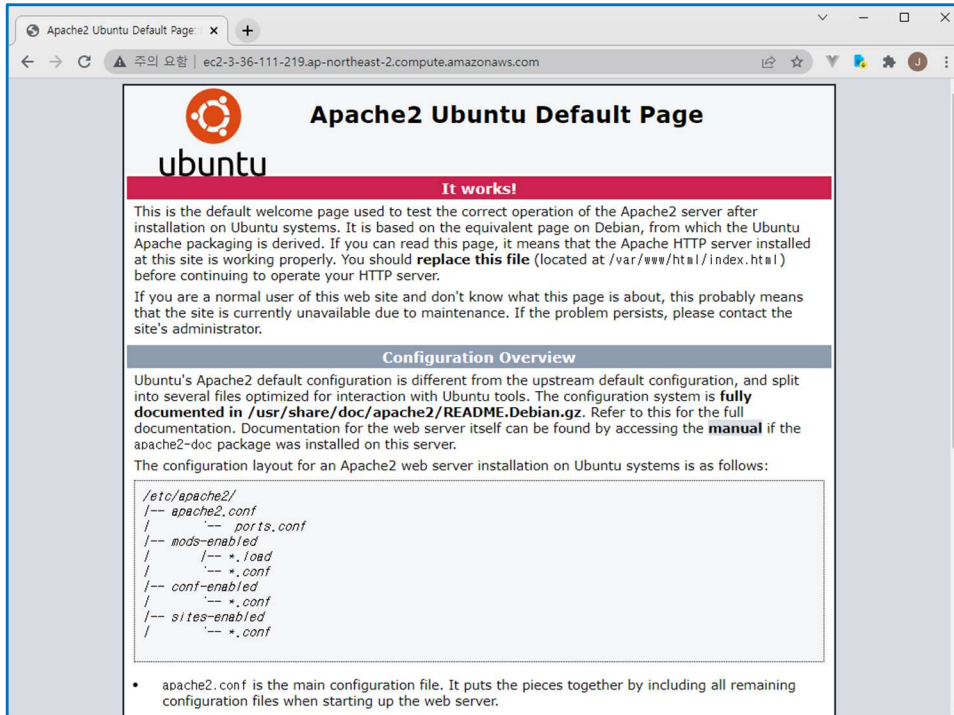 Apache2 Ubuntu Default Page:
주의 요함 | ec2-3-36-111-219.ap-northeast-2.compute.amazonaws.com
J
ubuntu
Apache2 Ubuntu Default Page
It works!
This is the default welcome page used to test the correct operation of the Apache2 server after
installation on Ubuntu systems. It is based on the equivalent page on Debian, from which the Ubuntu
Apache packaging is derived. If you can read this page, it means that the Apache HTTP server installed
at this site is working properly. You should replace this file (located at /var/www/html/index.html)
before continuing to operate your HTTP server.
If you are a normal user of this web site and don't know what this page is about, this probably means
that the site is currently unavailable due to maintenance. If the problem persists, please contact the
site's administrator.
Configuration Overview
Ubuntu's Apache2 default configuration is different from the upstream default configuration, and split
into several files optimized for interaction with Ubuntu tools. The configuration system is fully
documented in /usr/share/doc/apache2/README.Debian.gz. Refer to this for the full
documentation. Documentation for the web server itself can be found by accessing the manual if the
apache2-doc package was installed on this server.
The configuration layout for an Apache2 web server installation on Ubuntu systems is as follows:
/etc/apache2/
|-- apache2.conf
|       `--  ports.conf
|-- mods-enabled
|       |-- *.load
|       `-- *.conf
|-- conf-enabled
|       `-- *.conf
|-- sites-enabled
|       `-- *.conf
• apache2.conf is the main configuration file. It puts the pieces together by including all remaining
configuration files when starting up the web server.